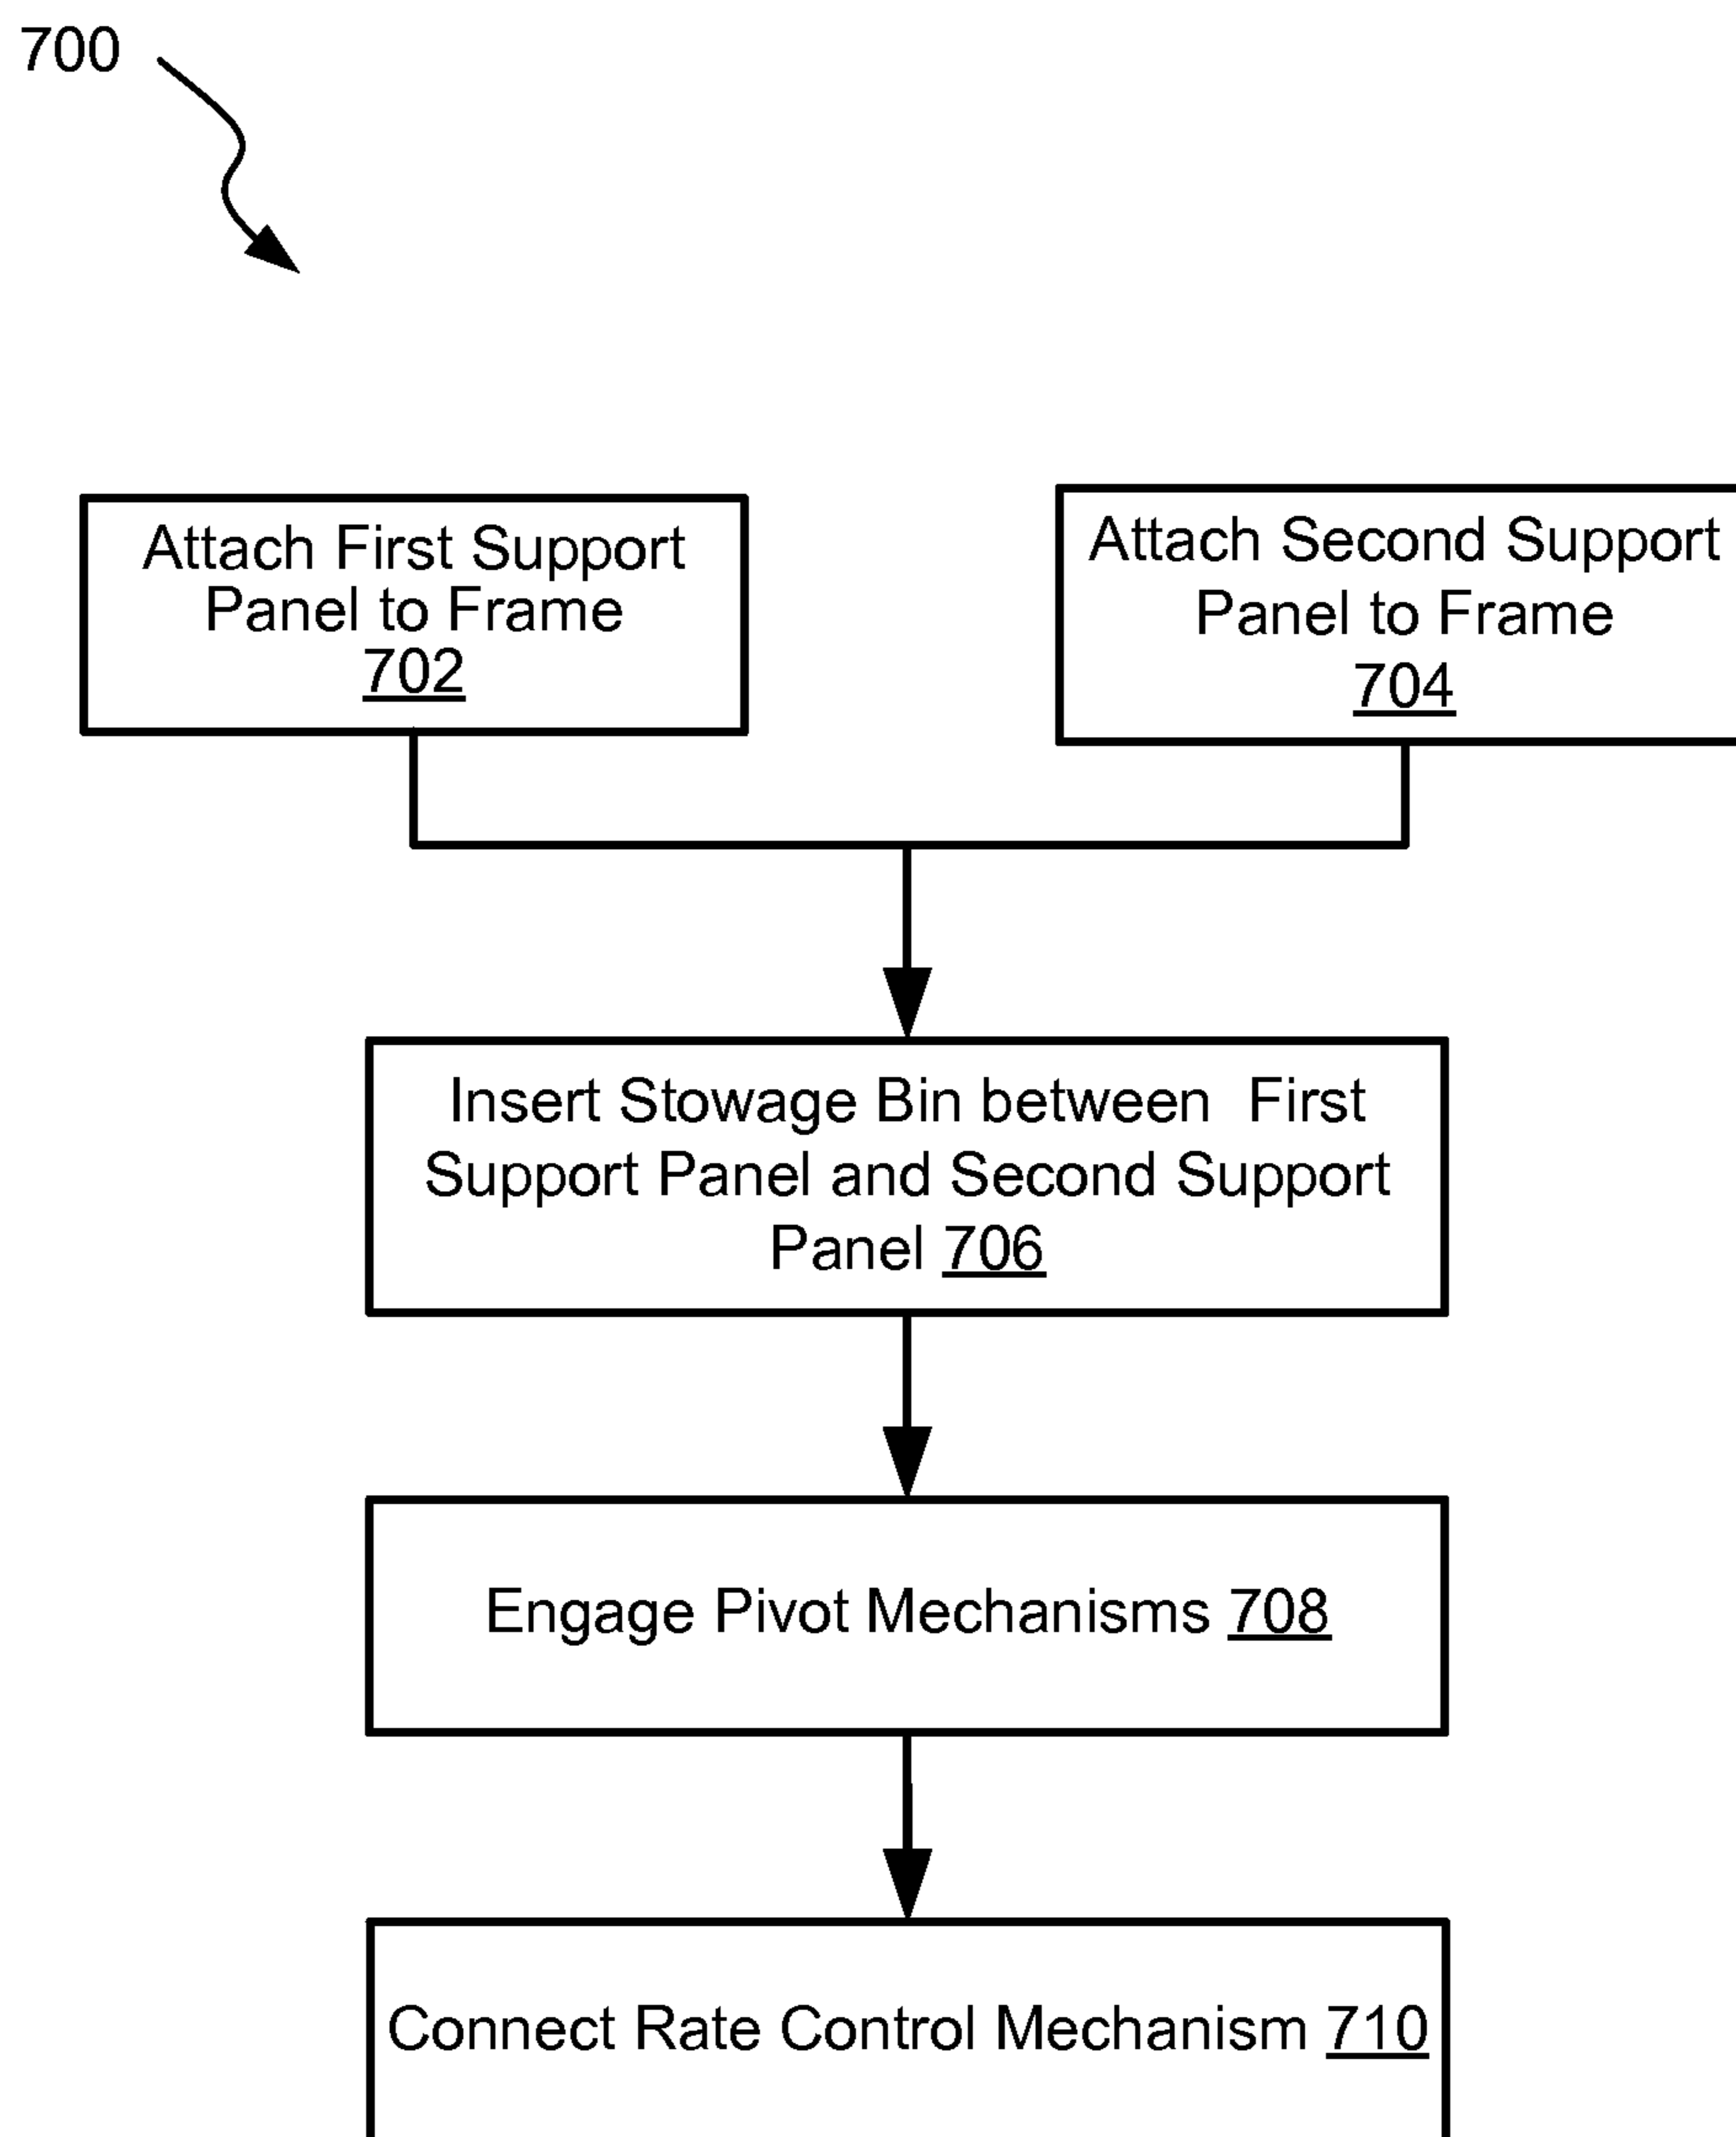 700
Attach First Support
Panel to Frame
702
Attach Second Support
Panel to Frame
704
Insert Stowage Bin between First
Support Panel and Second Support
Panel 706
Engage Pivot Mechanisms 708
Connect Rate Control Mechanism 710